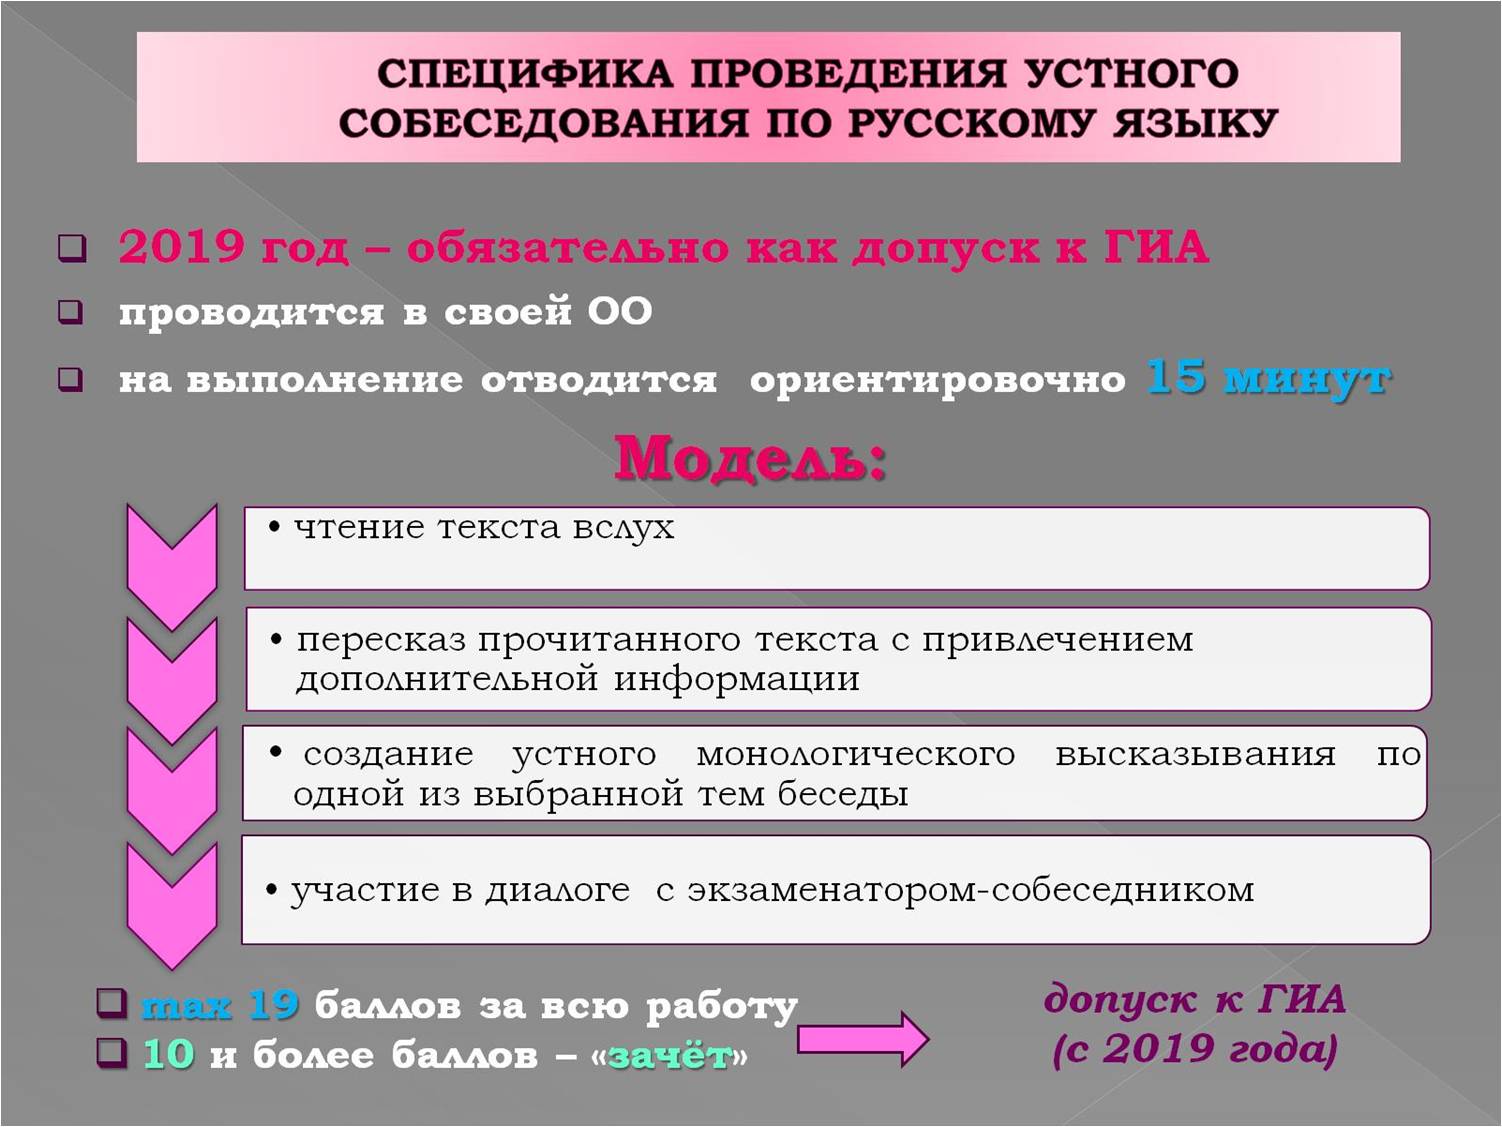 СПЕЦИФИКА ПРОВЕДЕНИЯ УСТНОГО
СОБЕСЕДОВАНИЯ ПО РУССКОМУ ЯЗЫКУ
2019 год – обязательно как допуск к ГИА
проводится в своей ОО
на выполнение отводится ориентировочно 15 минут
Модель:
• чтение текста вслух
• пересказ прочитанного текста с привлечением
дополнительной информации
• создание устного монологического высказывания по
одной из выбранной тем беседы
• участие в диалоге с экзаменатором-собеседником
max 19 баллов за всю работу
10 и более баллов – «зачёт»
допуск к ГИА
(с 2019 года)